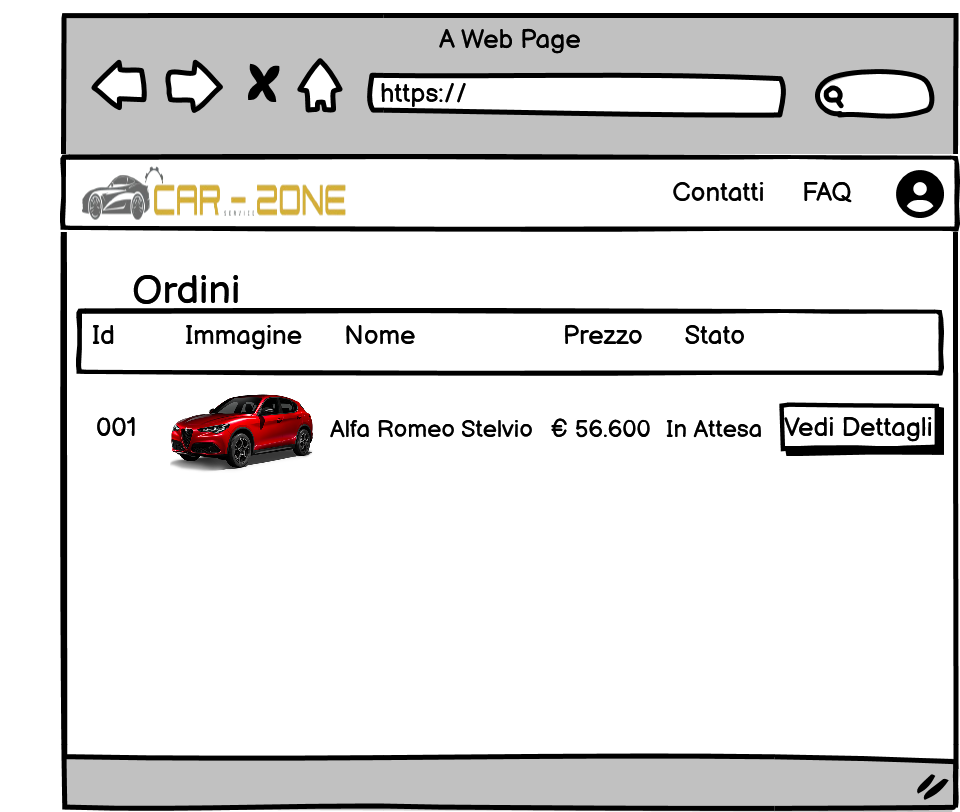 A Web Page
https://
CAR - ZONE
SERVICE
Contatti FAQ
Ordini
Id Immagine Nome Prezzo Stato
001 Alfa Romeo Stelvio € 56.600 In Attesa Vedi Dettagli